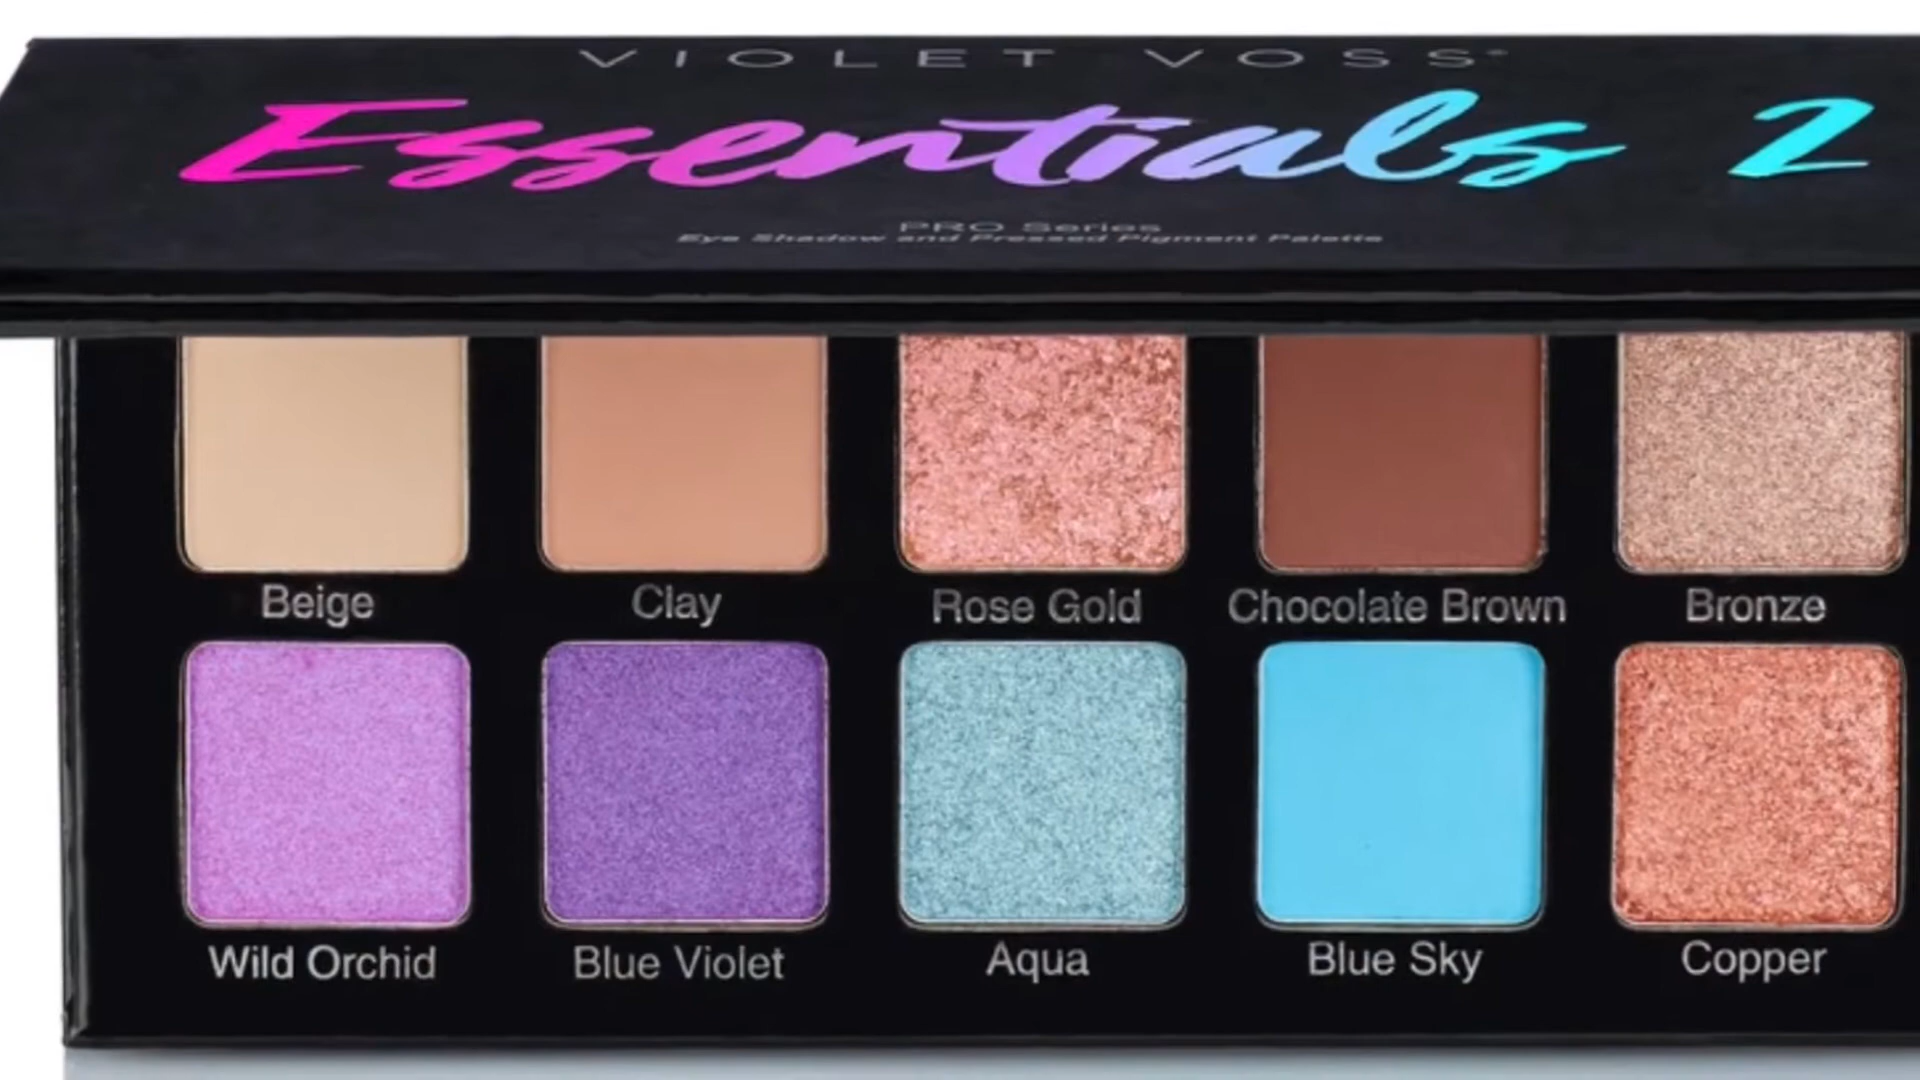 VIOLET VOSS
Essentials 2
PRO Series
Eye Shadow and Pressed Pigment Palette
Beige Clay Rose Gold Chocolate Brown Bronze
Wild Orchid Blue Violet Aqua Blue Sky Copper